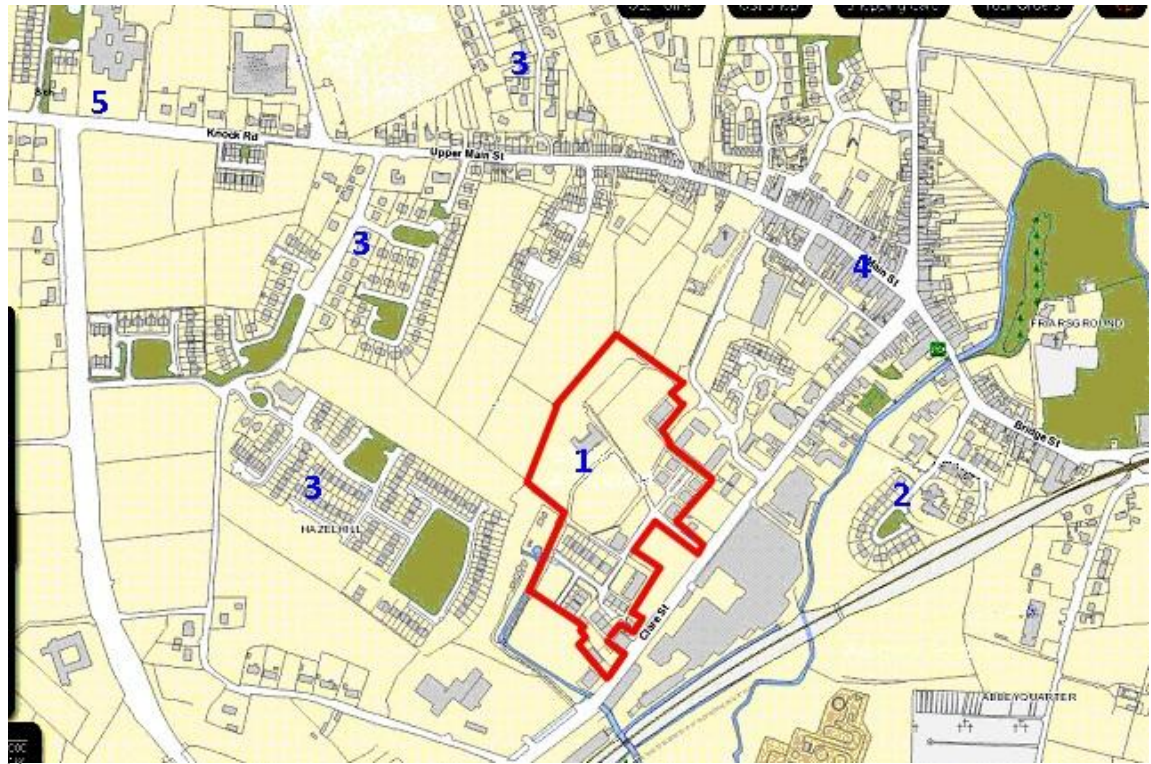 3
5
Sch
Knock Rd
Upper Main St
3
4
Main St
FRIARSGROUND
1
Bridge St
2
3
HAZELHILL
Clare St
ABBEYQUARTER